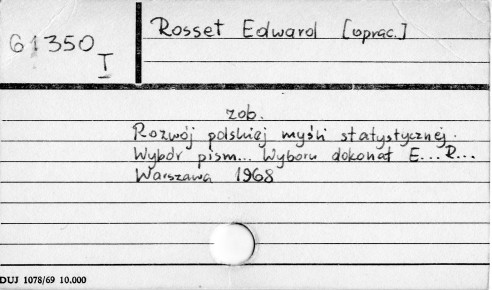 61350
I
Rosset Edward [oprac.]
zob.
Rozwój polskiej myśli statystycznej.
Wybór pism... Wyboru dokonał E...R...
Warszawa 1968
DUJ 1078/69 10.000